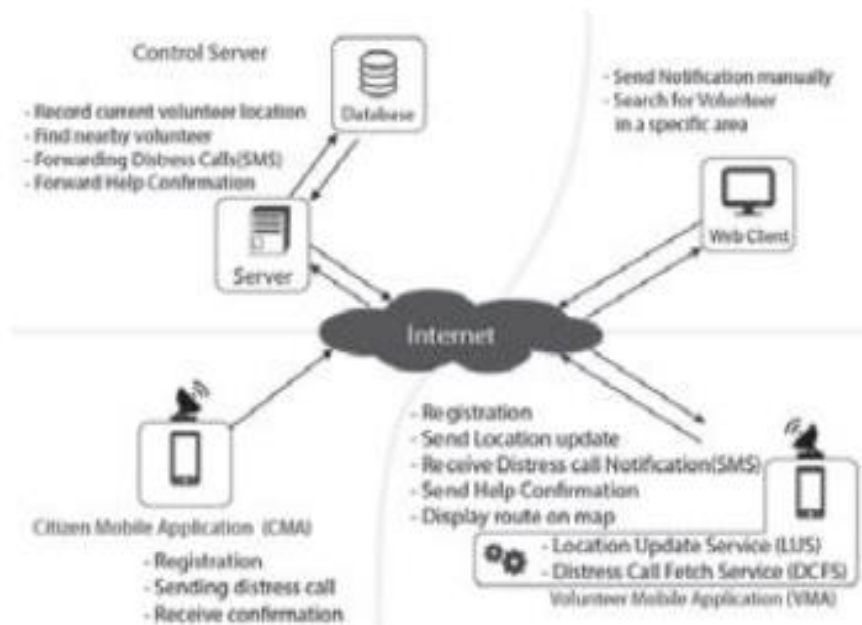 Control Server
Database
- Record current volunteer location
- Find nearby volunteer
- Forwarding Distress Calls(SMS)
- Forward Help Confirmation
Server
- Send Notification manually
- Search for Volunteer
in a specific area
Web Client
Internet
Citizen Mobile Application (CMA)
- Registration
- Sending distress call
- Receive confirmation
- Registration
- Send Location update
- Receive Distress call Notification(SMS)
- Send Help Confirmation
- Display route on map
- Location Update Service (LUS)
- Distress Call Fetch Service (DCFS)
Volunteer Mobile Application (VMA)